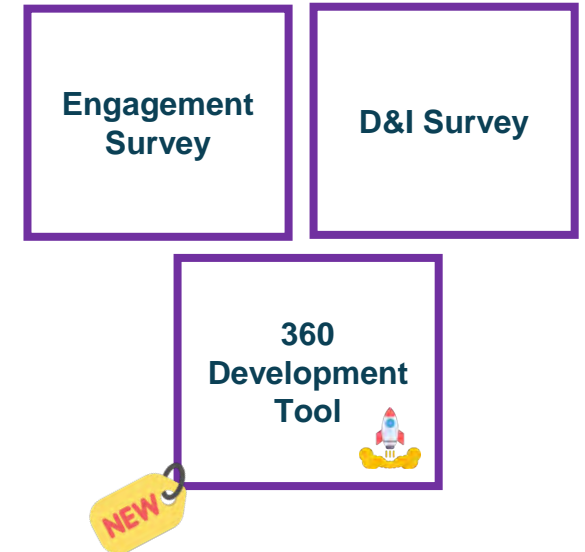 Engagement
Survey
D&I Survey
360
Development
Tool
NEW